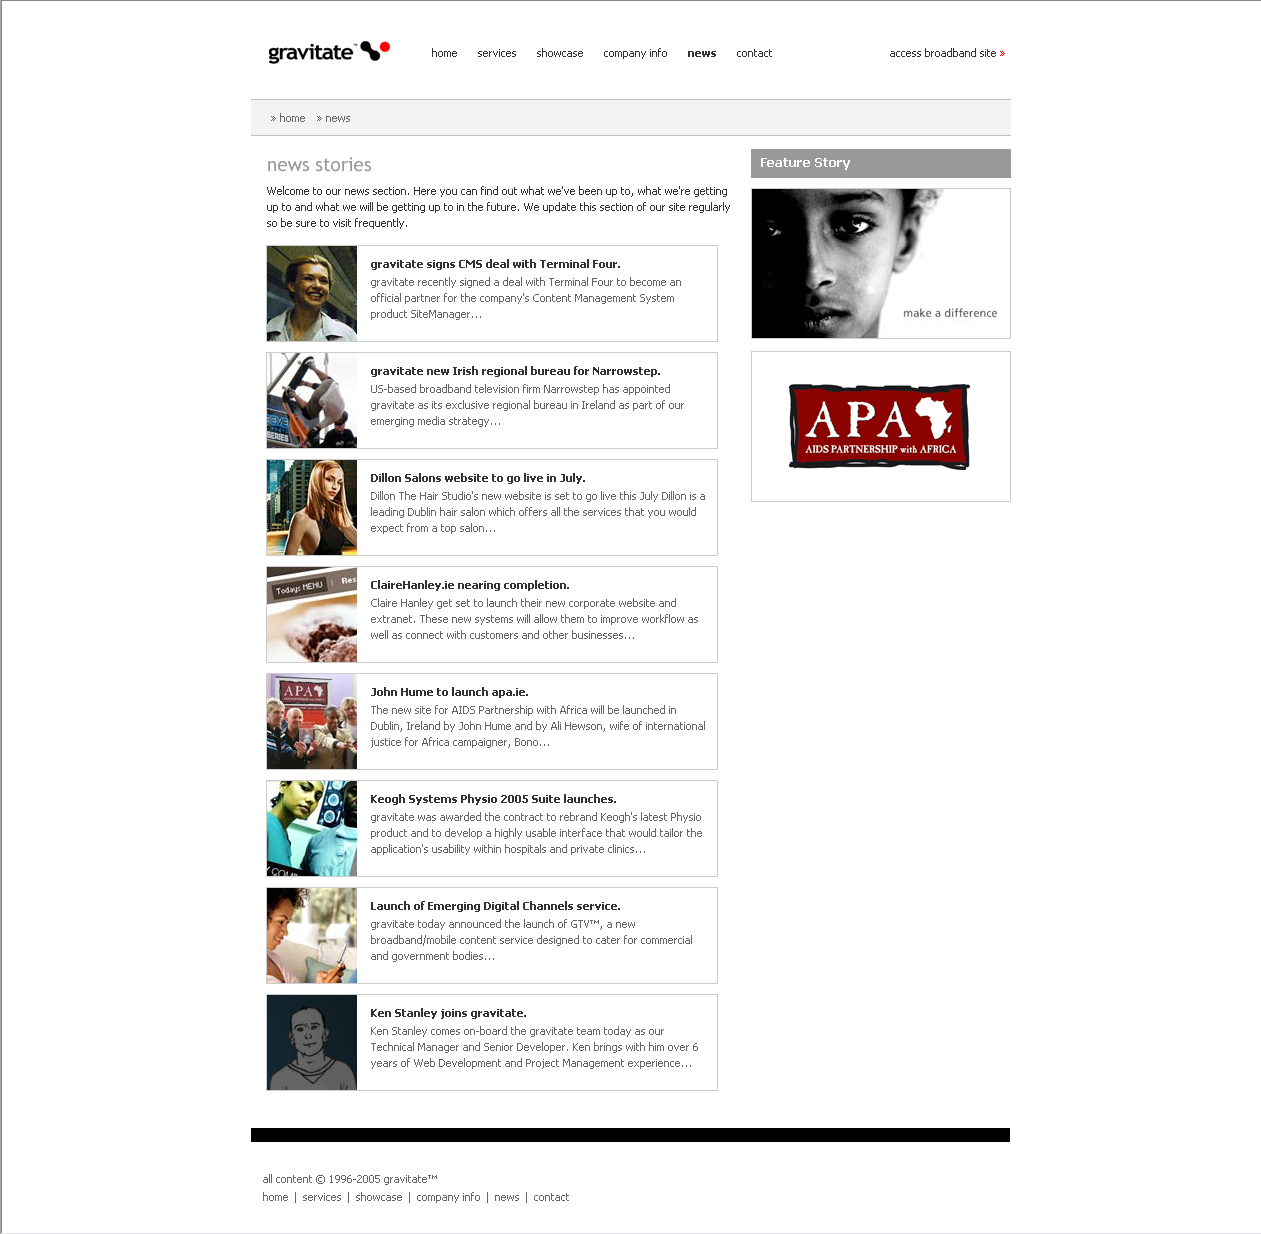 gravitate™
home services showcase company info news contact access broadband site »
» home » news
news stories
Welcome to our news section. Here you can find out what we've been up to, what we're getting
up to and what we will be getting up to in the future. We update this section of our site regularly
so be sure to visit frequently.
gravitate signs CMS deal with Terminal Four.
gravitate recently signed a deal with Terminal Four to become an
official partner for the company's Content Management System
product SiteManager...
SERIES
gravitate new Irish regional bureau for Narrowstep.
US-based broadband television firm Narrowstep has appointed
gravitate as its exclusive regional bureau in Ireland as part of our
emerging media strategy...
Dillon Salons website to go live in July.
Dillon The Hair Studio's new website is set to go live this July Dillon is a
leading Dublin hair salon which offers all the services that you would
expect from a top salon...
Todays MENU | Res
ClaireHanley.ie nearing completion.
Claire Hanley get set to launch their new corporate website and
extranet. These new systems will allow them to improve workflow as
well as connect with customers and other businesses...
APA
AIDS PARTNERSHIP with AFRICA
John Hume to launch apa.ie.
The new site for AIDS Partnership with Africa will be launched in
Dublin, Ireland by John Hume and by Ali Hewson, wife of international
justice for Africa campaigner, Bono...
Keogh Systems Physio 2005 Suite launches.
gravitate was awarded the contract to rebrand Keogh's latest Physio
product and to develop a highly usable interface that would tailor the
application's usability within hospitals and private clinics...
Launch of Emerging Digital Channels service.
gravitate today announced the launch of GTV™, a new
broadband/mobile content service designed to cater for commercial
and government bodies...
Ken Stanley joins gravitate.
Ken Stanley comes on-board the gravitate team today as our
Technical Manager and Senior Developer. Ken brings with him over 6
years of Web Development and Project Management experience...
Feature Story
make a difference
APA
AIDS PARTNERSHIP with AFRICA
all content © 1996-2005 gravitate™
home | services | showcase | company info | news | contact